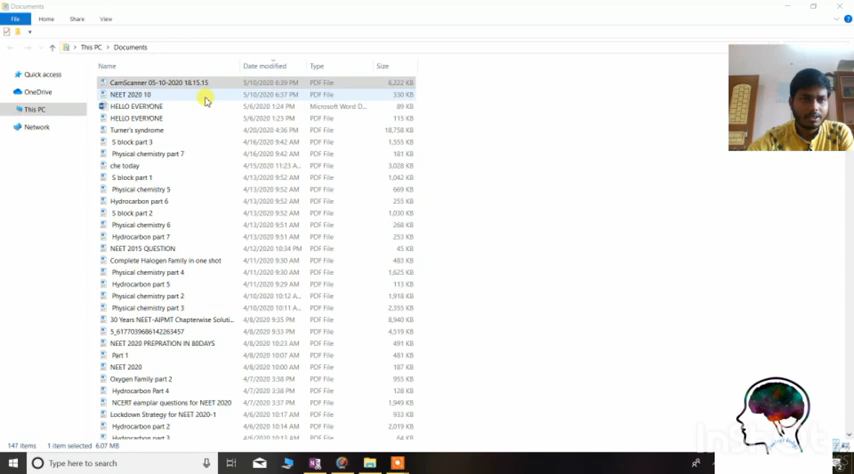 Documents
File Home Share View
This PC Documents
Name Date modified Type Size
Quick access
OneDrive
This PC
Network
CamScanner 05-10-2020 18.15.15 5/10/2020 6:39 PM PDF File 6,222 KB
NEET 2020 10 5/10/2020 6:37 PM PDF File 330 KB
HELLO EVERYONE 5/6/2020 1:24 PM Microsoft Word D... 89 KB
HELLO EVERYONE 5/6/2020 1:23 PM PDF File 115 KB
Turner's syndrome 4/20/2020 4:36 PM PDF File 18,758 KB
S block part 3 4/16/2020 9:42 AM PDF File 1,555 KB
Physical chemistry part 7 4/16/2020 9:42 AM PDF File 181 KB
che today 4/15/2020 11:23 A... PDF File 3,028 KB
S block part 1 4/13/2020 9:52 AM PDF File 1,042 KB
Physical chemistry 5 4/13/2020 9:52 AM PDF File 669 KB
Hydrocarbon part 6 4/13/2020 9:52 AM PDF File 255 KB
S block part 2 4/13/2020 9:51 AM PDF File 1,030 KB
Physical chemistry 6 4/13/2020 9:51 AM PDF File 268 KB
Hydrocarbon part 7 4/13/2020 9:51 AM PDF File 253 KB
NEET 2015 QUESTION 4/12/2020 10:34 PM PDF File 45 KB
Complete Halogen Family in one shot 4/11/2020 9:30 AM PDF File 483 KB
Physical chemistry part 4 4/11/2020 9:30 AM PDF File 1,625 KB
Hydrocarbon part 5 4/11/2020 9:29 AM PDF File 113 KB
Physical chemistry part 2 4/10/2020 10:12 A... PDF File 1,918 KB
Physical chemistry part 3 4/10/2020 10:11 A... PDF File 2,355 KB
30 Years NEET-AIPMT Chapterwise Soluti... 4/8/2020 9:35 PM PDF File 8,940 KB
5_6177039686142263457 4/8/2020 9:33 PM PDF File 4,519 KB
NEET 2020 PREPRATION IN 80DAYS 4/8/2020 10:23 AM PDF File 491 KB
Part 1 4/8/2020 10:07 AM PDF File 481 KB
NEET 2020 4/8/2020 10:00 AM PDF File 187 KB
Oxygen Family part 2 4/7/2020 3:38 PM PDF File 955 KB
Hydrocarbon Part 4 4/7/2020 3:38 PM PDF File 128 KB
NCERT eemplar questions for NEET 2020 4/7/2020 3:37 PM PDF File 1,949 KB
Lockdown Strategy for NEET 2020-1 4/6/2020 10:17 AM PDF File 933 KB
Hydrocarbon part 2 4/6/2020 10:14 AM PDF File 2,019 KB
Hydrocarbon part 3 4/6/2020 10:13 AM PDF File 64 KB
147 items 1 item selected 6.07 MB
InShot
Type here to search